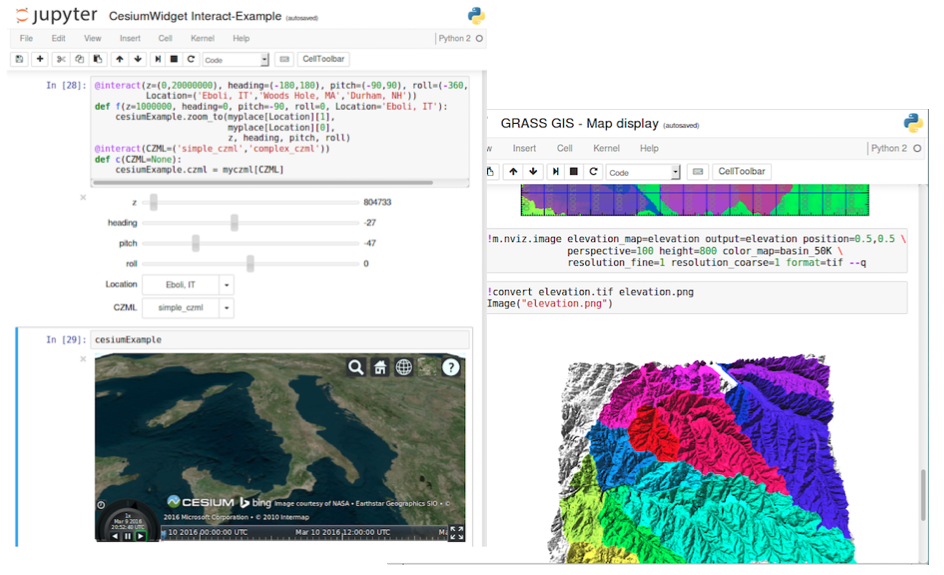 jupyter CesiumWidget Interact-Example (autosaved)
File Edit View Insert Cell Kernel Help Python 2
Code CellToolbar
In [28]: @interact(z=(0,20000000), heading=(-180,180), pitch=(-90,90), roll=(-360,
Location=('Eboli, IT','Woods Hole, MA','Durham, NH'))
def f(z=1000000, heading=0, pitch=-90, roll=0, Location='Eboli, IT'):
cesiumExample.zoom_to(myplace[Location][1],
myplace[Location][0],
z, heading, pitch, roll)
@interact(CZML=('simple_czml','complex_czml'))
def c(CZML=None):
cesiumExample.czml = myczml[CZML]
z 804733
heading -27
pitch -47
roll 0
Location Eboli, IT
CZML simple_czml
In [29]: cesiumExample
CESIUM bing Image courtesy of NASA • Earthstar Geographics SIO • ©
2016 Microsoft Corporation • © 2010 Intermap
1x
Mar 9 2016
20:52:40 UTC
10 2016 00:00:00 UTC Mar 10 2016 12:00:00 UTC Ma
GRASS GIS - Map display (autosaved)
w Insert Cell Kernel Help Python 2
Code CellToolbar
!m.nviz.image elevation_map=elevation output=elevation position=0.5,0.5 \
perspective=100 height=800 color_map=basin_50K \
resolution_fine=1 resolution_coarse=1 format=tif --q
!convert elevation.tif elevation.png
Image("elevation.png")